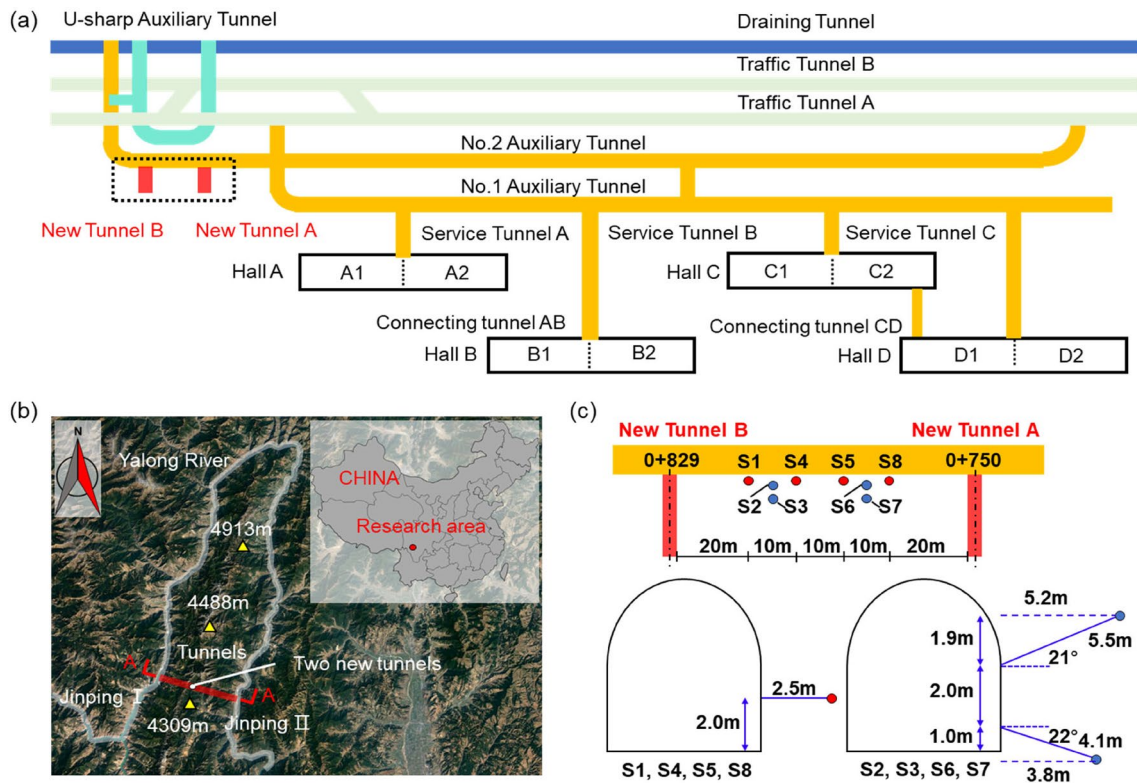 (a)
U-sharp Auxiliary Tunnel
Draining Tunnel
Traffic Tunnel B
Traffic Tunnel A
No.2 Auxiliary Tunnel
No.1 Auxiliary Tunnel
New Tunnel B
New Tunnel A
Service Tunnel A
Service Tunnel B
Service Tunnel C
Hall A
A1
A2
Hall C
C1
C2
Connecting tunnel AB
Connecting tunnel CD
Hall B
B1
B2
Hall D
D1
D2
(b)
N
Yalong River
CHINA
Research area
4913m
4488m
Tunnels
Two new tunnels
A
A
Jinping Ⅰ
4309m
Jinping Ⅱ
(c)
New Tunnel B
New Tunnel A
0+829
S1
S4
S5
S8
0+750
S2
S3
S6
S7
20m
10m
10m
10m
20m
2.5m
2.0m
S1, S4, S5, S8
5.2m
1.9m
5.5m
21°
2.0m
22°
4.1m
1.0m
3.8m
S2, S3, S6, S7